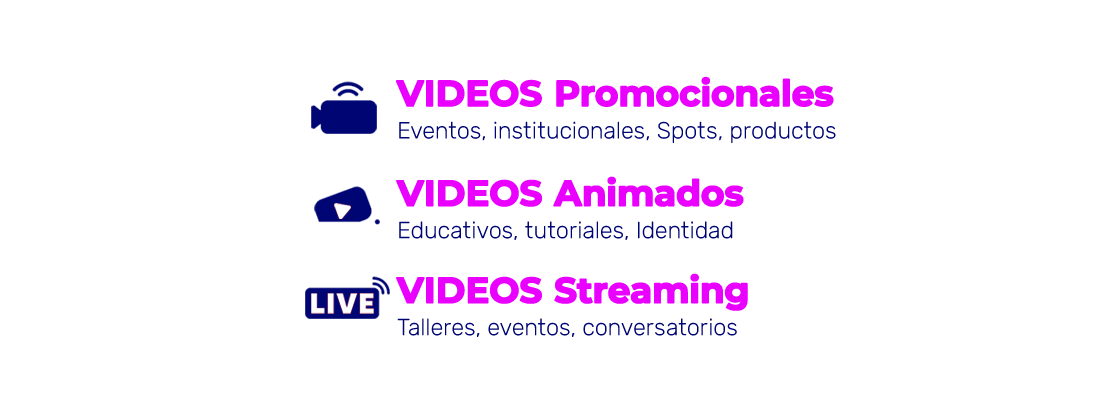 VIDEOS Promocionales
Eventos, institucionales, Spots, productos
VIDEOS Animados
Educativos, tutoriales, Identidad
LIVE
VIDEOS Streaming
Talleres, eventos, conversatorios